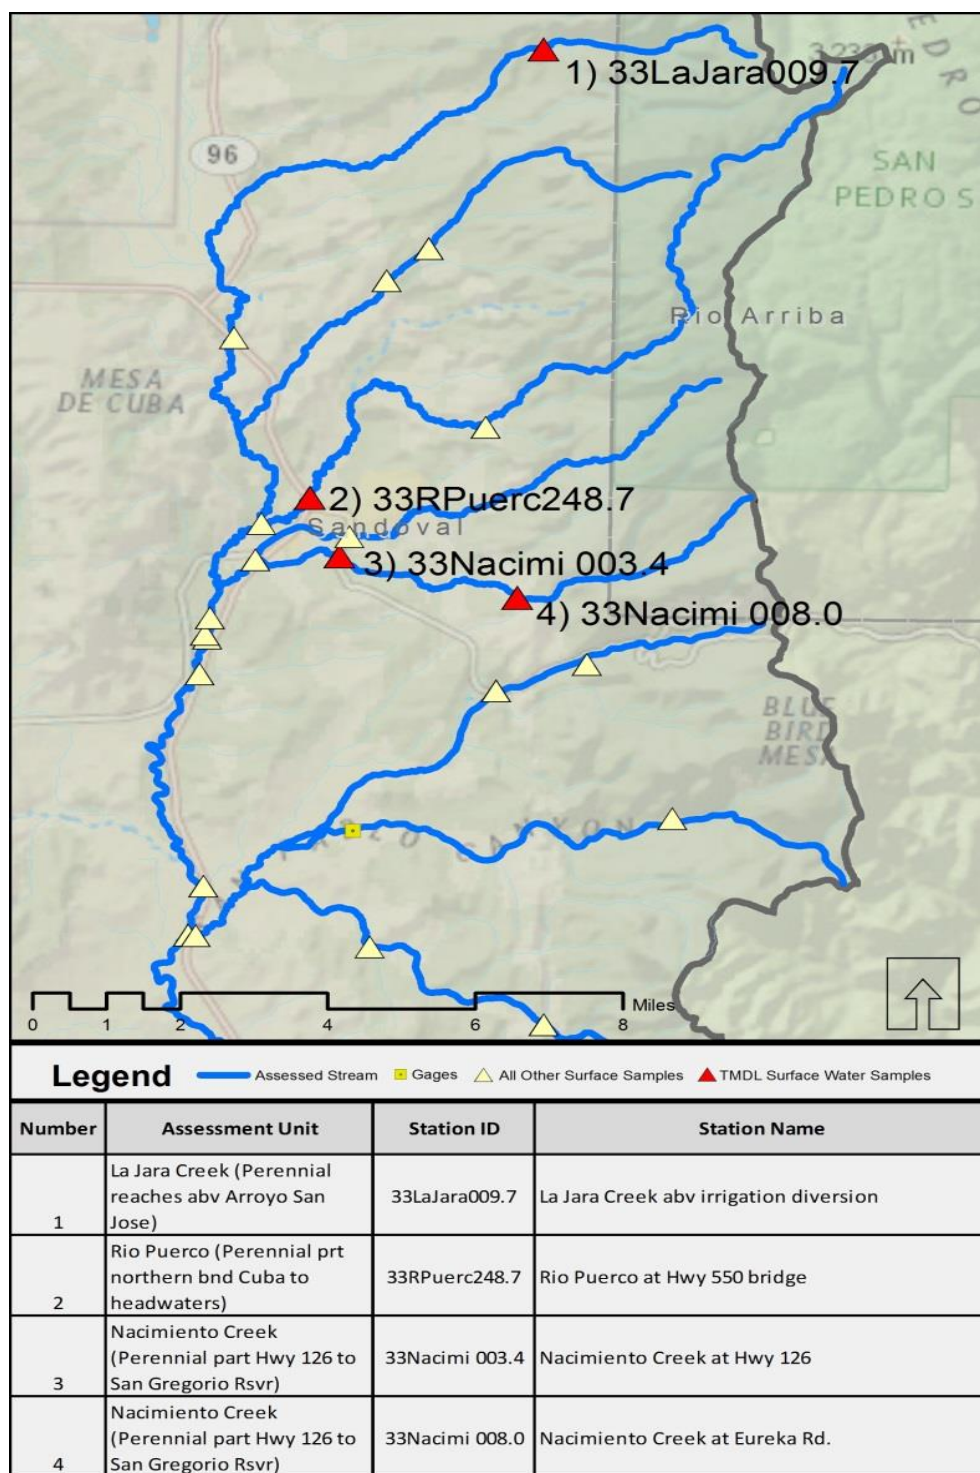 3233 m
1) 33LaJara009.7
96
SAN
PEDRO S
Rio Arriba
MESA
DE CUBA
2) 33RPuerc248.7
Sandoval
3) 33Nacimi 003.4
4) 33Nacimi 008.0
BLUE
BIRD
MESA
CANYON
0 1 2 4 6 8 Miles
Legend Assessed Stream Gages All Other Surface Samples TMDL Surface Water Samples
Number Assessment Unit Station ID Station Name
1 La Jara Creek (Perennial
reaches abv Arroyo San
Jose)
33LaJara009.7 La Jara Creek abv irrigation diversion
2 Rio Puerco (Perennial prt
northern bnd Cuba to
headwaters)
33RPuerc248.7 Rio Puerco at Hwy 550 bridge
3 Nacimiento Creek
(Perennial part Hwy 126 to
San Gregorio Rsvr)
33Nacimi 003.4 Nacimiento Creek at Hwy 126
4 Nacimiento Creek
(Perennial part Hwy 126 to
San Gregorio Rsvr)
33Nacimi 008.0 Nacimiento Creek at Eureka Rd.